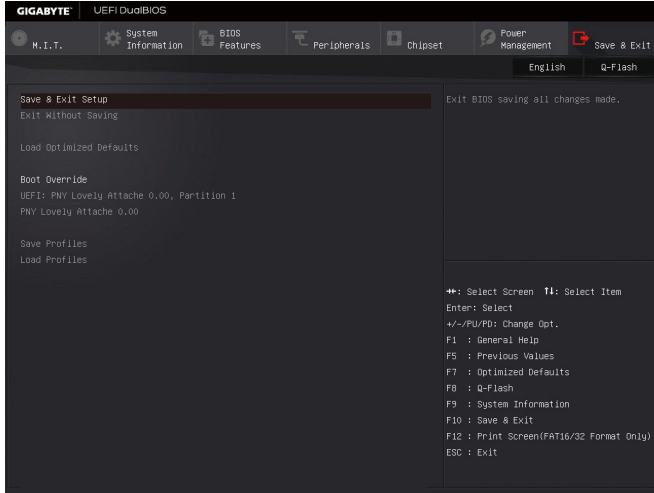 GIGABYTE™ UEFI DualBIOS
M.I.T. System Information BIOS Features Peripherals Chipset Power Management Save & Exit
English Q-Flash
Save & Exit Setup
Exit Without Saving
Load Optimized Defaults
Boot Override
UEFI: PNY Lovely Attache 0.00, Partition 1
PNY Lovely Attache 0.00
Save Profiles
Load Profiles
Exit BIOS saving all changes made.
→←: Select Screen ↑↓: Select Item
Enter: Select
+/-/PU/PD: Change Opt.
F1 : General Help
F5 : Previous Values
F7 : Optimized Defaults
F8 : Q-Flash
F9 : System Information
F10 : Save & Exit
F12 : Print Screen(FAT16/32 Format Only)
ESC : Exit